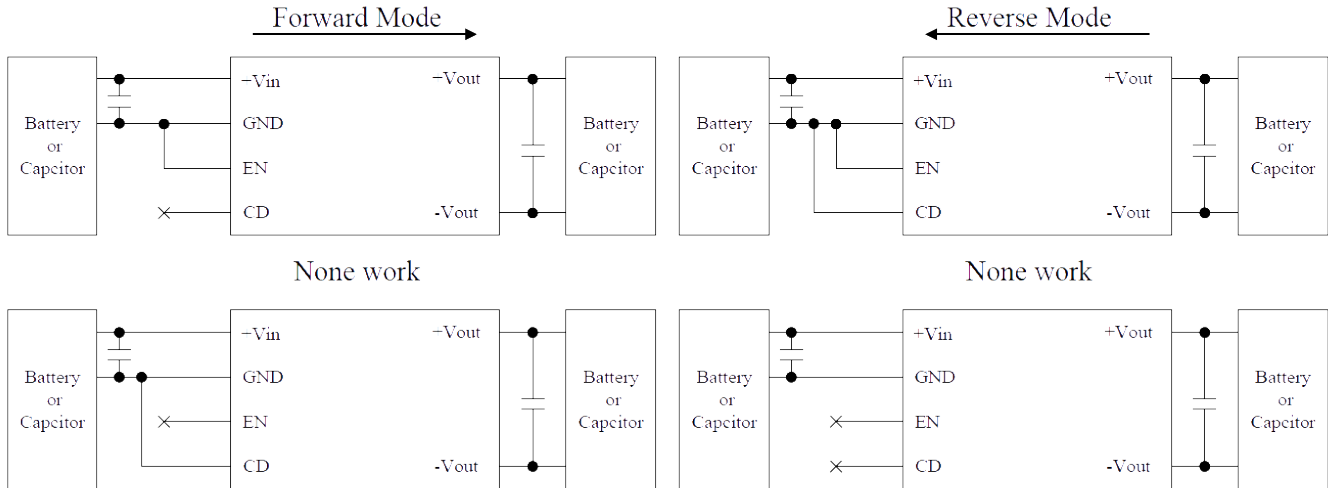 Forward Mode
Reverse Mode
+Vin
+Vout
Battery
or
Capcitor
GND
EN
CD
-Vout
Battery
or
Capcitor
+Vin
+Vout
Battery
or
Capcitor
GND
EN
CD
-Vout
Battery
or
Capcitor
None work
None work
+Vin
+Vout
Battery
or
Capcitor
GND
EN
CD
-Vout
Battery
or
Capcitor
+Vin
+Vout
Battery
or
Capcitor
GND
EN
CD
-Vout
Battery
or
Capcitor